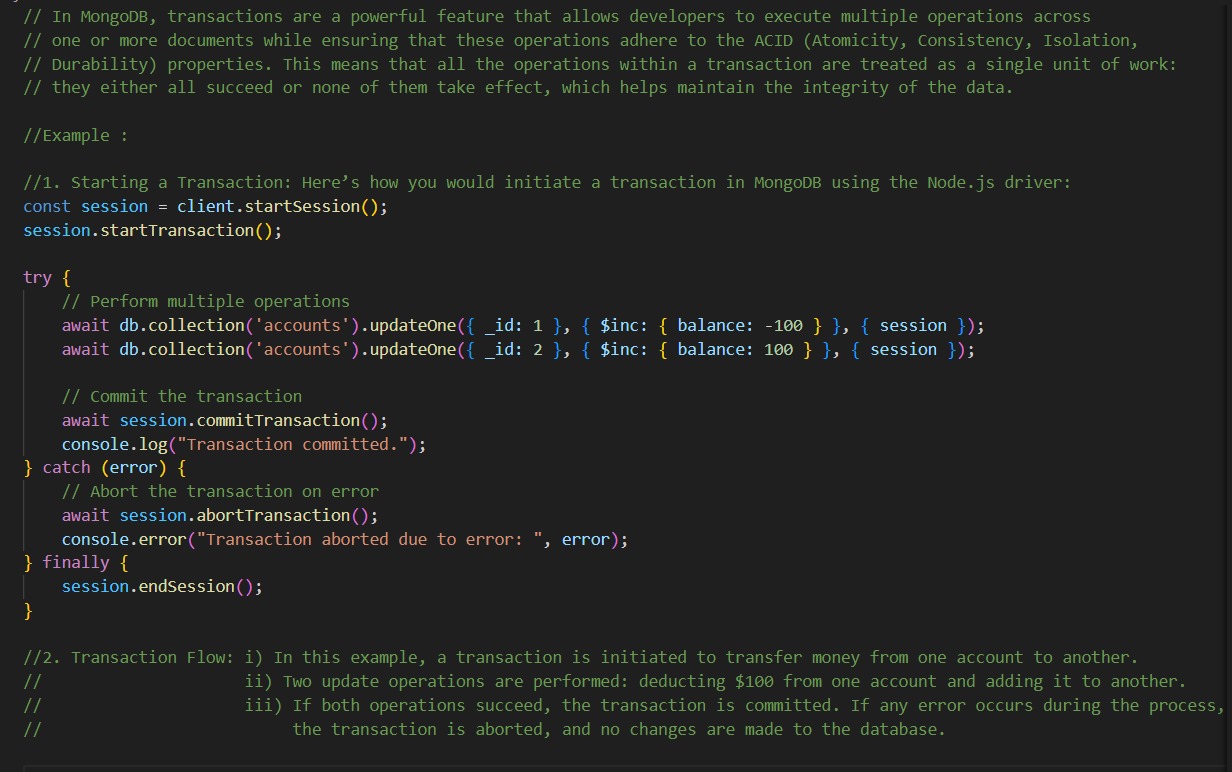 // In MongoDB, transactions are a powerful feature that allows developers to execute multiple operations across
// one or more documents while ensuring that these operations adhere to the ACID (Atomicity, Consistency, Isolation,
// Durability) properties. This means that all the operations within a transaction are treated as a single unit of work:
// they either all succeed or none of them take effect, which helps maintain the integrity of the data.
//Example :
//1. Starting a Transaction: Here’s how you would initiate a transaction in MongoDB using the Node.js driver:
const session = client.startSession();
session.startTransaction();
try {
    // Perform multiple operations
    await db.collection('accounts').updateOne({ _id: 1 }, { $inc: { balance: -100 } }, { session });
    await db.collection('accounts').updateOne({ _id: 2 }, { $inc: { balance: 100 } }, { session });
    // Commit the transaction
    await session.commitTransaction();
    console.log("Transaction committed.");
} catch (error) {
    // Abort the transaction on error
    await session.abortTransaction();
    console.error("Transaction aborted due to error: ", error);
} finally {
    session.endSession();
}
//2. Transaction Flow: i) In this example, a transaction is initiated to transfer money from one account to another.
//                     ii) Two update operations are performed: deducting $100 from one account and adding it to another.
//                     iii) If both operations succeed, the transaction is committed. If any error occurs during the process,
//                          the transaction is aborted, and no changes are made to the database.